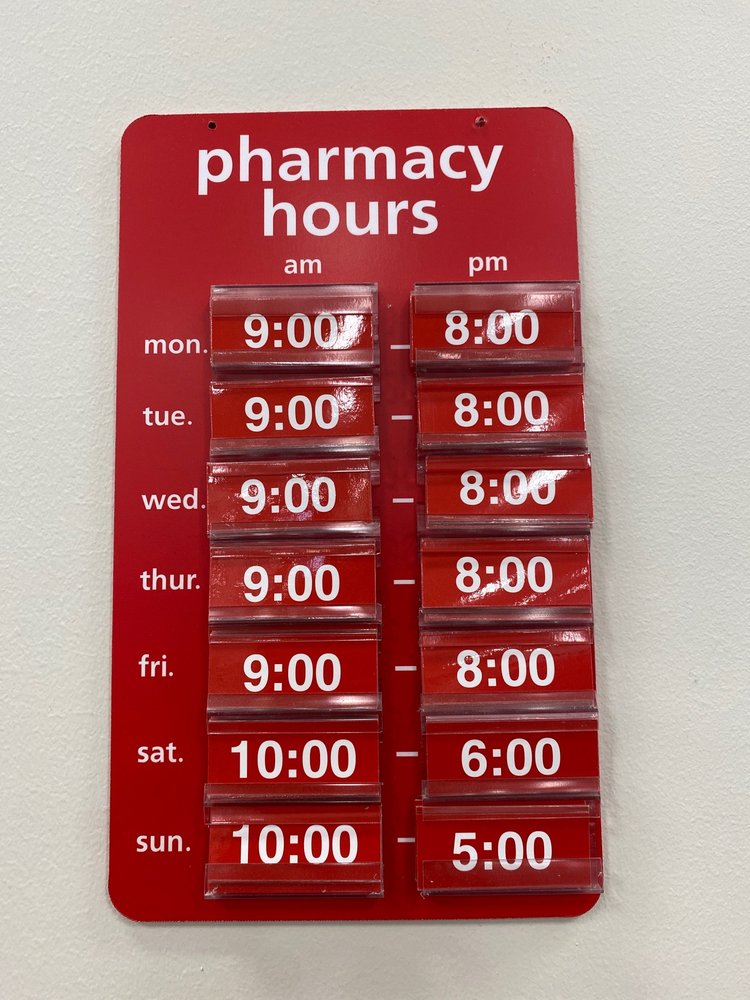 pharmacy
hours
am pm
mon. 9:00 – 8:00
tue. 9:00 – 8:00
wed. 9:00 – 8:00
thur. 9:00 – 8:00
fri. 9:00 – 8:00
sat. 10:00 – 6:00
sun. 10:00 – 5:00